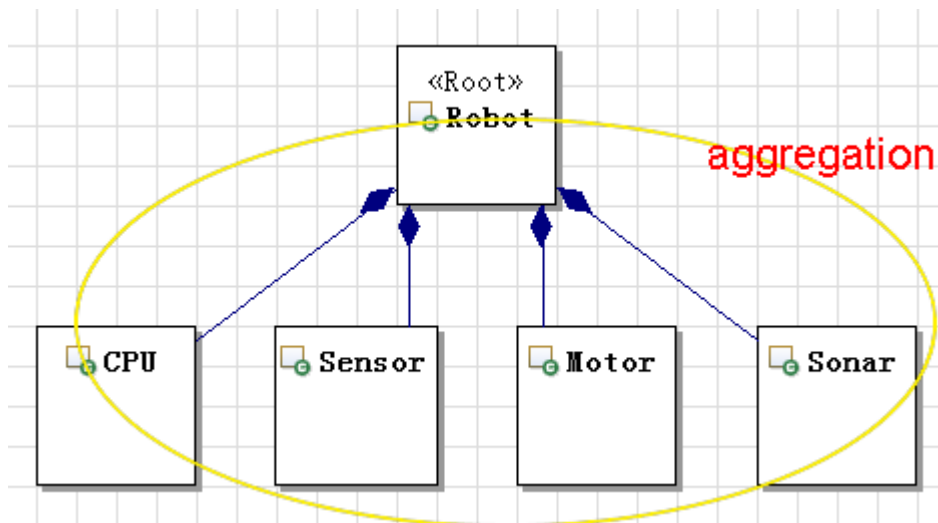 «Root»
Robot
aggregation
CPU
Sensor
Motor
Sonar